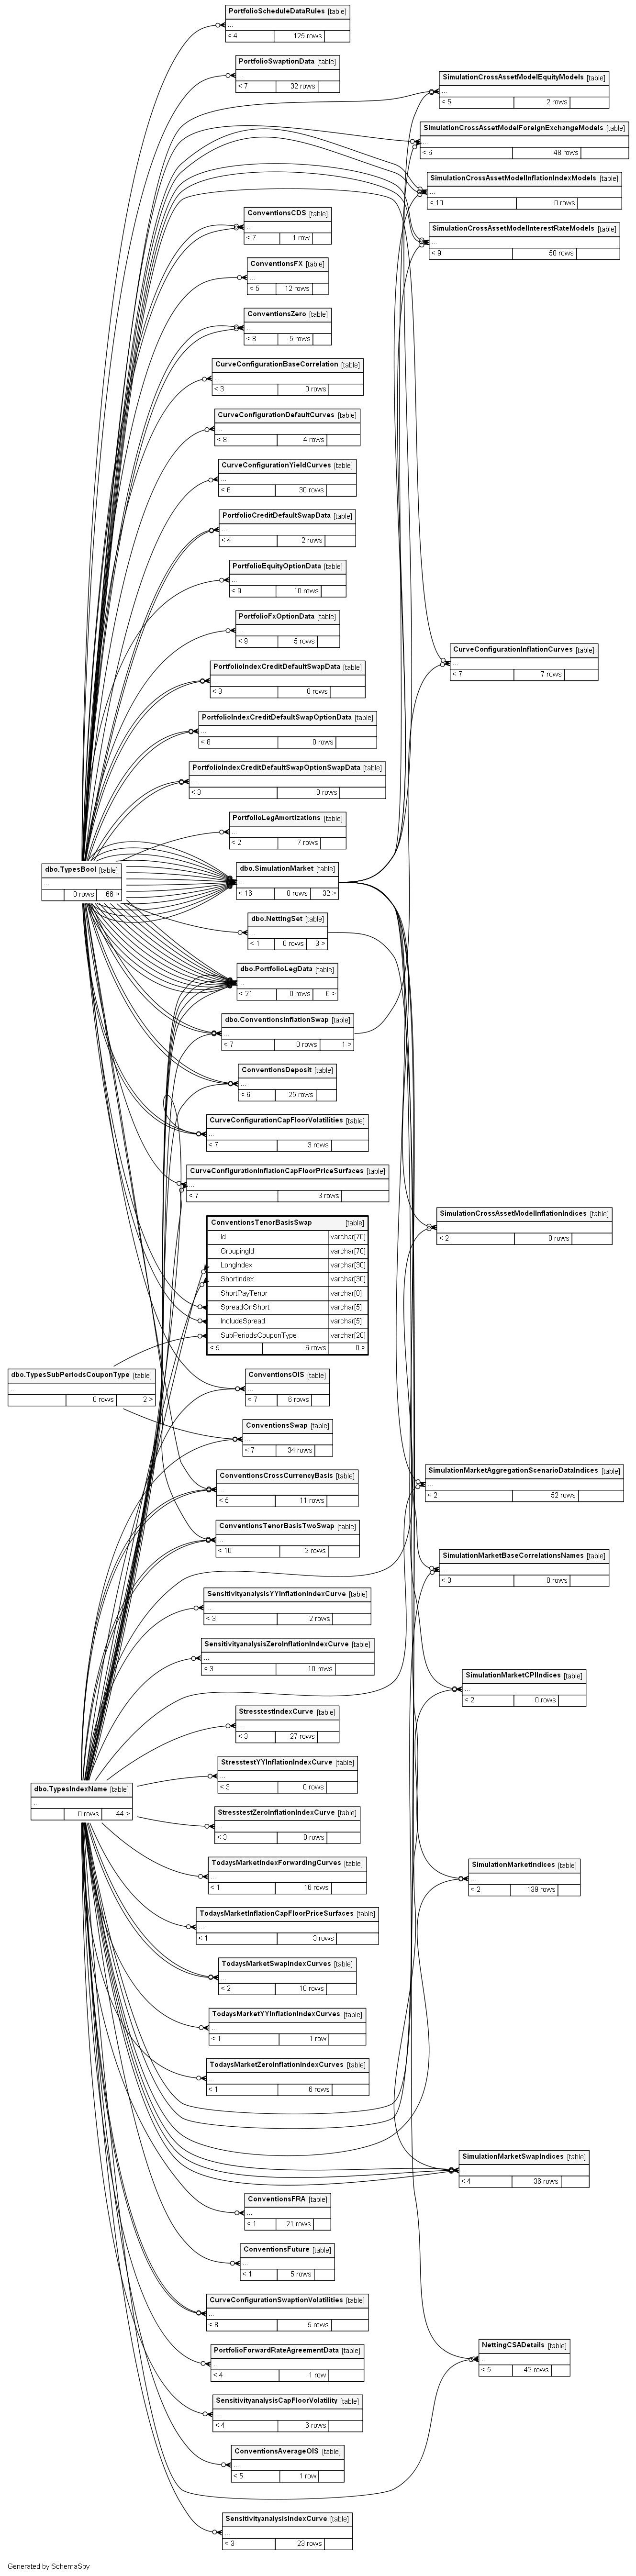 PortfolioScheduleDataRules [table]
...
< 4 125 rows
PortfolioSwaptionData [table]
...
< 7 32 rows
SimulationCrossAssetModelEquityModels [table]
...
< 5 2 rows
SimulationCrossAssetModelForeignExchangeModels [table]
...
< 6 48 rows
SimulationCrossAssetModelInflationIndexModels [table]
...
< 10 0 rows
ConventionsCDS [table]
...
< 7 1 row
SimulationCrossAssetModelInterestRateModels [table]
...
< 9 50 rows
ConventionsFX [table]
...
< 5 12 rows
ConventionsZero [table]
...
< 8 5 rows
CurveConfigurationBaseCorrelation [table]
...
< 3 0 rows
CurveConfigurationDefaultCurves [table]
...
< 8 4 rows
CurveConfigurationYieldCurves [table]
...
< 6 30 rows
PortfolioCreditDefaultSwapData [table]
...
< 4 2 rows
PortfolioEquityOptionData [table]
...
< 9 10 rows
PortfolioFxOptionData [table]
...
< 9 5 rows
CurveConfigurationInflationCurves [table]
...
< 7 7 rows
PortfolioIndexCreditDefaultSwapData [table]
...
< 3 0 rows
PortfolioIndexCreditDefaultSwapOptionData [table]
...
< 8 0 rows
PortfolioIndexCreditDefaultSwapOptionSwapData [table]
...
< 3 0 rows
PortfolioLegAmortizations [table]
...
< 2 7 rows
dbo.TypesBool [table]
...
0 rows 66 >
dbo.SimulationMarket [table]
...
< 16 0 rows 32 >
dbo.NettingSet [table]
...
< 1 0 rows 3 >
dbo.PortfolioLegData [table]
...
< 21 0 rows 6 >
dbo.ConventionsInflationSwap [table]
...
< 7 0 rows 1 >
ConventionsDeposit [table]
...
< 6 25 rows
CurveConfigurationCapFloorVolatilities [table]
...
< 7 3 rows
CurveConfigurationInflationCapFloorPriceSurfaces [table]
...
< 7 3 rows
SimulationCrossAssetModelInflationIndices [table]
...
< 2 0 rows
ConventionsTenorBasisSwap [table]
Id varchar[70]
GroupingId varchar[70]
LongIndex varchar[30]
ShortIndex varchar[30]
ShortPayTenor varchar[8]
SpreadOnShort varchar[5]
IncludeSpread varchar[5]
SubPeriodsCouponType varchar[20]
< 5 6 rows 0 >
dbo.TypesSubPeriodsCouponType [table]
...
0 rows 2 >
ConventionsOIS [table]
...
< 7 6 rows
ConventionsSwap [table]
...
< 7 34 rows
ConventionsCrossCurrencyBasis [table]
...
< 5 11 rows
SimulationMarketAggregationScenarioDataIndices [table]
...
< 2 52 rows
ConventionsTenorBasisTwoSwap [table]
...
< 10 2 rows
SimulationMarketBaseCorrelationsNames [table]
...
< 3 0 rows
SensitivityanalysisYYInflationIndexCurve [table]
...
< 3 2 rows
SensitivityanalysisZeroInflationIndexCurve [table]
...
< 3 10 rows
SimulationMarketCPIIndices [table]
...
< 2 0 rows
StresstestIndexCurve [table]
...
< 3 27 rows
StresstestYYInflationIndexCurve [table]
...
< 3 0 rows
dbo.TypesIndexName [table]
...
0 rows 44 >
StresstestZeroInflationIndexCurve [table]
...
< 3 0 rows
TodaysMarketIndexForwardingCurves [table]
...
< 1 16 rows
SimulationMarketIndices [table]
...
< 2 139 rows
TodaysMarketInflationCapFloorPriceSurfaces [table]
...
< 1 3 rows
TodaysMarketSwapIndexCurves [table]
...
< 2 10 rows
TodaysMarketYYInflationIndexCurves [table]
...
< 1 1 row
TodaysMarketZeroInflationIndexCurves [table]
...
< 1 6 rows
SimulationMarketSwapIndices [table]
...
< 4 36 rows
ConventionsFRA [table]
...
< 1 21 rows
ConventionsFuture [table]
...
< 1 5 rows
CurveConfigurationSwaptionVolatilities [table]
...
< 8 5 rows
NettingCSADetails [table]
...
< 5 42 rows
PortfolioForwardRateAgreementData [table]
...
< 4 1 row
SensitivityanalysisCapFloorVolatility [table]
...
< 4 6 rows
ConventionsAverageOIS [table]
...
< 5 1 row
SensitivityanalysisIndexCurve [table]
...
< 3 23 rows
Generated by SchemaSpy